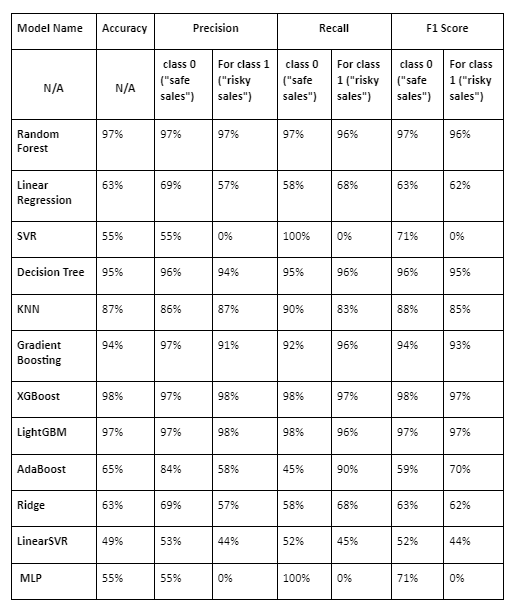 Model Name Accuracy Precision Recall F1 Score
N/A N/A class 0 ("safe sales") For class 1 ("risky sales") class 0 ("safe sales") For class 1 ("risky sales") class 0 ("safe sales") For class 1 ("risky sales")
Random Forest 97% 97% 97% 97% 96% 97% 96%
Linear Regression 63% 69% 57% 58% 68% 63% 62%
SVR 55% 55% 0% 100% 0% 71% 0%
Decision Tree 95% 96% 94% 95% 96% 96% 95%
KNN 87% 86% 87% 90% 83% 88% 85%
Gradient Boosting 94% 97% 91% 92% 96% 94% 93%
XGBoost 98% 97% 98% 98% 97% 98% 97%
LightGBM 97% 97% 98% 98% 96% 97% 97%
AdaBoost 65% 84% 58% 45% 90% 59% 70%
Ridge 63% 69% 57% 58% 68% 63% 62%
LinearSVR 49% 53% 44% 52% 45% 52% 44%
MLP 55% 55% 0% 100% 0% 71% 0%